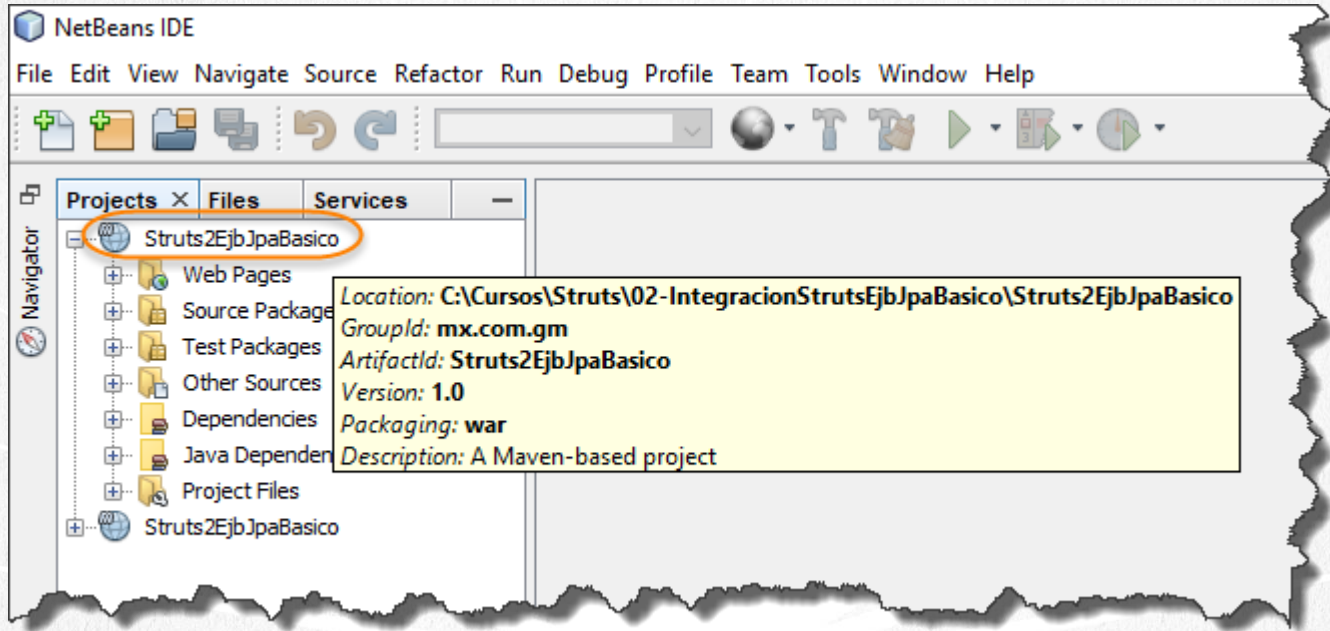 NetBeans IDE
File Edit View Navigate Source Refactor Run Debug Profile Team Tools Window Help
Projects Files Services
Navigator
Struts2EjbJpaBasico
Web Pages
Source Package
Test Packages
Other Sources
Dependencies
Java Dependen
Project Files
Struts2EjbJpaBasico
Location: C:\Cursos\Struts\02-IntegracionStrutsEjbJpaBasico\Struts2EjbJpaBasico
GroupId: mx.com.gm
ArtifactId: Struts2EjbJpaBasico
Version: 1.0
Packaging: war
Description: A Maven-based project